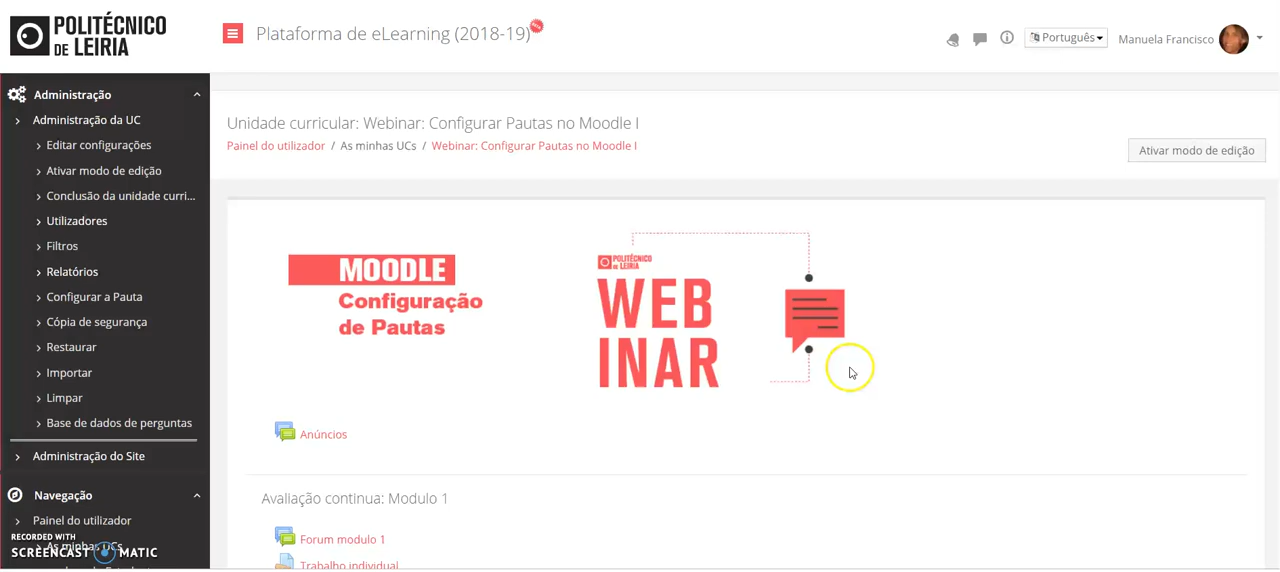 POLITÉCNICO
DE LEIRIA
Plataforma de eLearning (2018-19)
Português
Manuela Francisco
Administração
Administração da UC
Editar configurações
Ativar modo de edição
Conclusão da unidade curri...
Utilizadores
Filtros
Relatórios
Configurar a Pauta
Cópia de segurança
Restaurar
Importar
Limpar
Base de dados de perguntas
Administração do Site
Navegação
Painel do utilizador
As minhas UCs
RECORDED WITH
SCREENCAST MATIC
Unidade curricular: Webinar: Configurar Pautas no Moodle I
Painel do utilizador / As minhas UCs / Webinar: Configurar Pautas no Moodle I
Ativar modo de edição
MOODLE
Configuração
de Pautas
POLITÉCNICO
DE LEIRIA
WEB
INAR
Anúncios
Avaliação continua: Modulo 1
Forum modulo 1
Trabalho individual